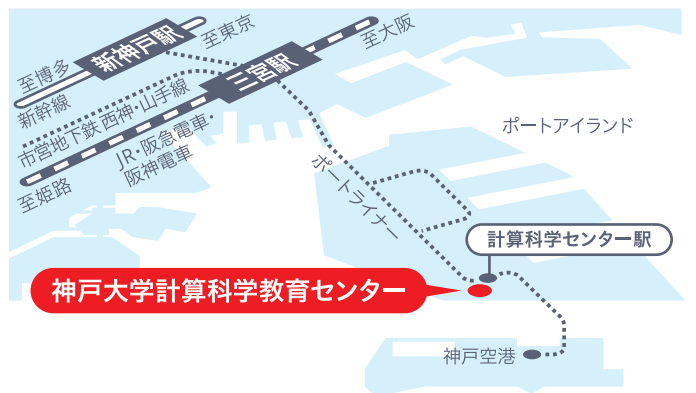 至東京
新神戸駅
至博多
新幹線
至大阪
三宮駅
市営地下鉄 西神・山手線
JR・阪急電車・
阪神電車
至姫路
ポートアイランド
ポートライナー
計算科学センター駅
神戸大学計算科学教育センター
神戸空港